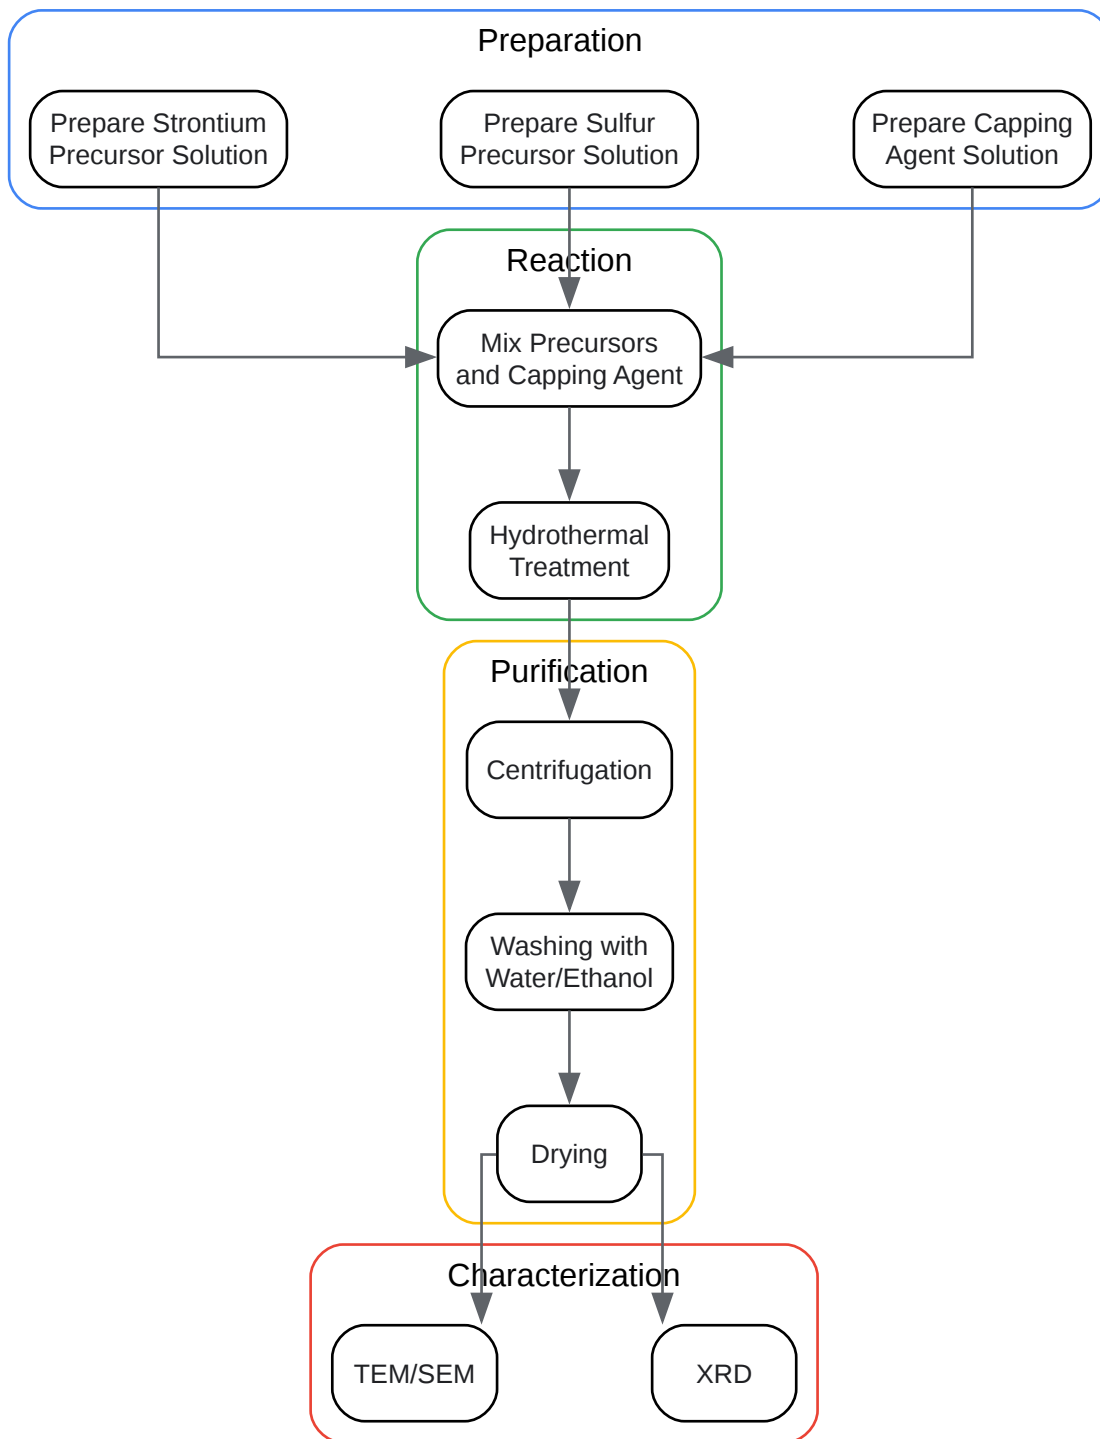 Preparation
Prepare Strontium
Precursor Solution
Prepare Sulfur
Precursor Solution
Prepare Capping
Agent Solution
Reaction
Mix Precursors
and Capping Agent
Hydrothermal
Treatment
Purification
Centrifugation
Washing with
Water/Ethanol
Drying
Characterization
TEM/SEM
XRD